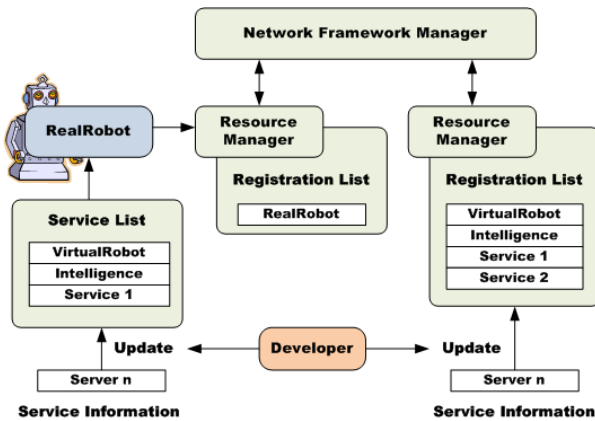 Network Framework Manager
RealRobot
Resource
Manager
Resource
Manager
Registration List
RealRobot
Registration List
VirtualRobot
Intelligence
Service 1
Service 2
Service List
VirtualRobot
Intelligence
Service 1
Update
Developer
Update
Server n
Service Information
Server n
Service Information